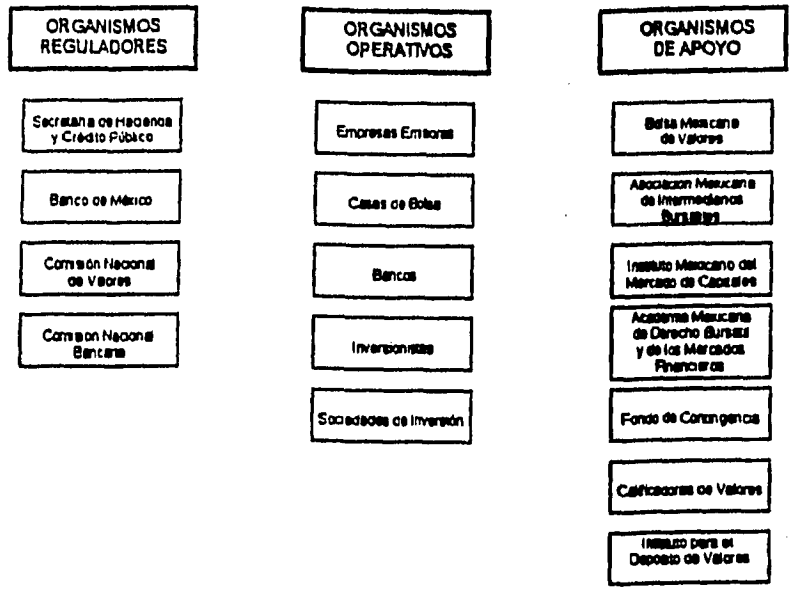 ORGANISMOS
REGULADORES
Secretaria de Hacienda
y Crédito Público
Banco de México
Comisión Nacional
de Valores
Comisión Nacional
Bancaria
ORGANISMOS
OPERATIVOS
Empresas Emisoras
Casas de Bolsa
Bancos
Inversionistas
Sociedades de Inversión
ORGANISMOS
DE APOYO
Bolsa Mexicana
de Valores
Asociación Mexicana
de Intermediarios
Bursátiles
Instituto Mexicano del
Mercado de Capitales
Academia Mexicana
de Derecho Bursátil
y de los Mercados
Financieros
Fondo de Contingencia
Calificadoras de Valores
Instituto para el
Depósito de Valores